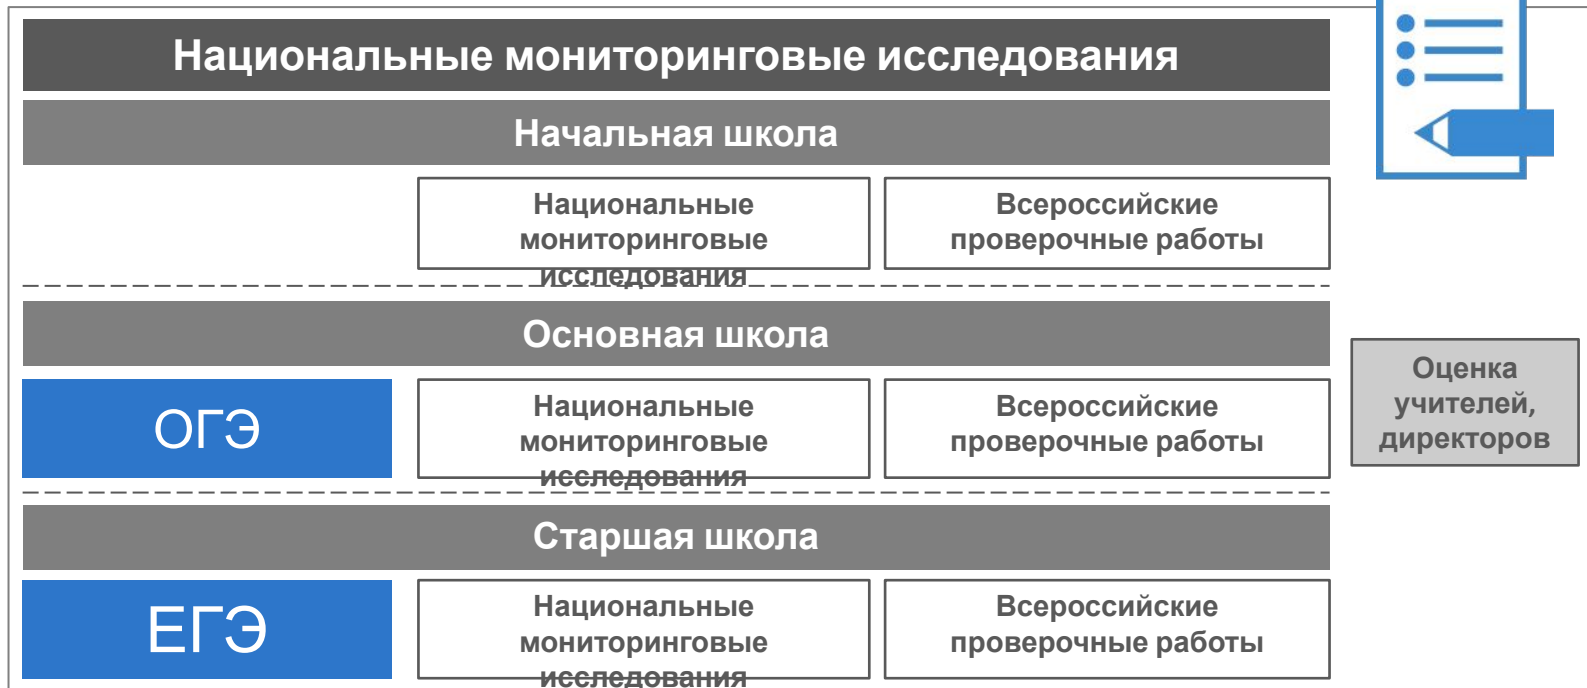 Национальные мониторинговые исследования
Начальная школа
Национальные
мониторинговые
исследования
Всероссийские
проверочные работы
Основная школа
ОГЭ
Национальные
мониторинговые
исследования
Всероссийские
проверочные работы
Оценка
учителей,
директоров
Старшая школа
ЕГЭ
Национальные
мониторинговые
исследования
Всероссийские
проверочные работы